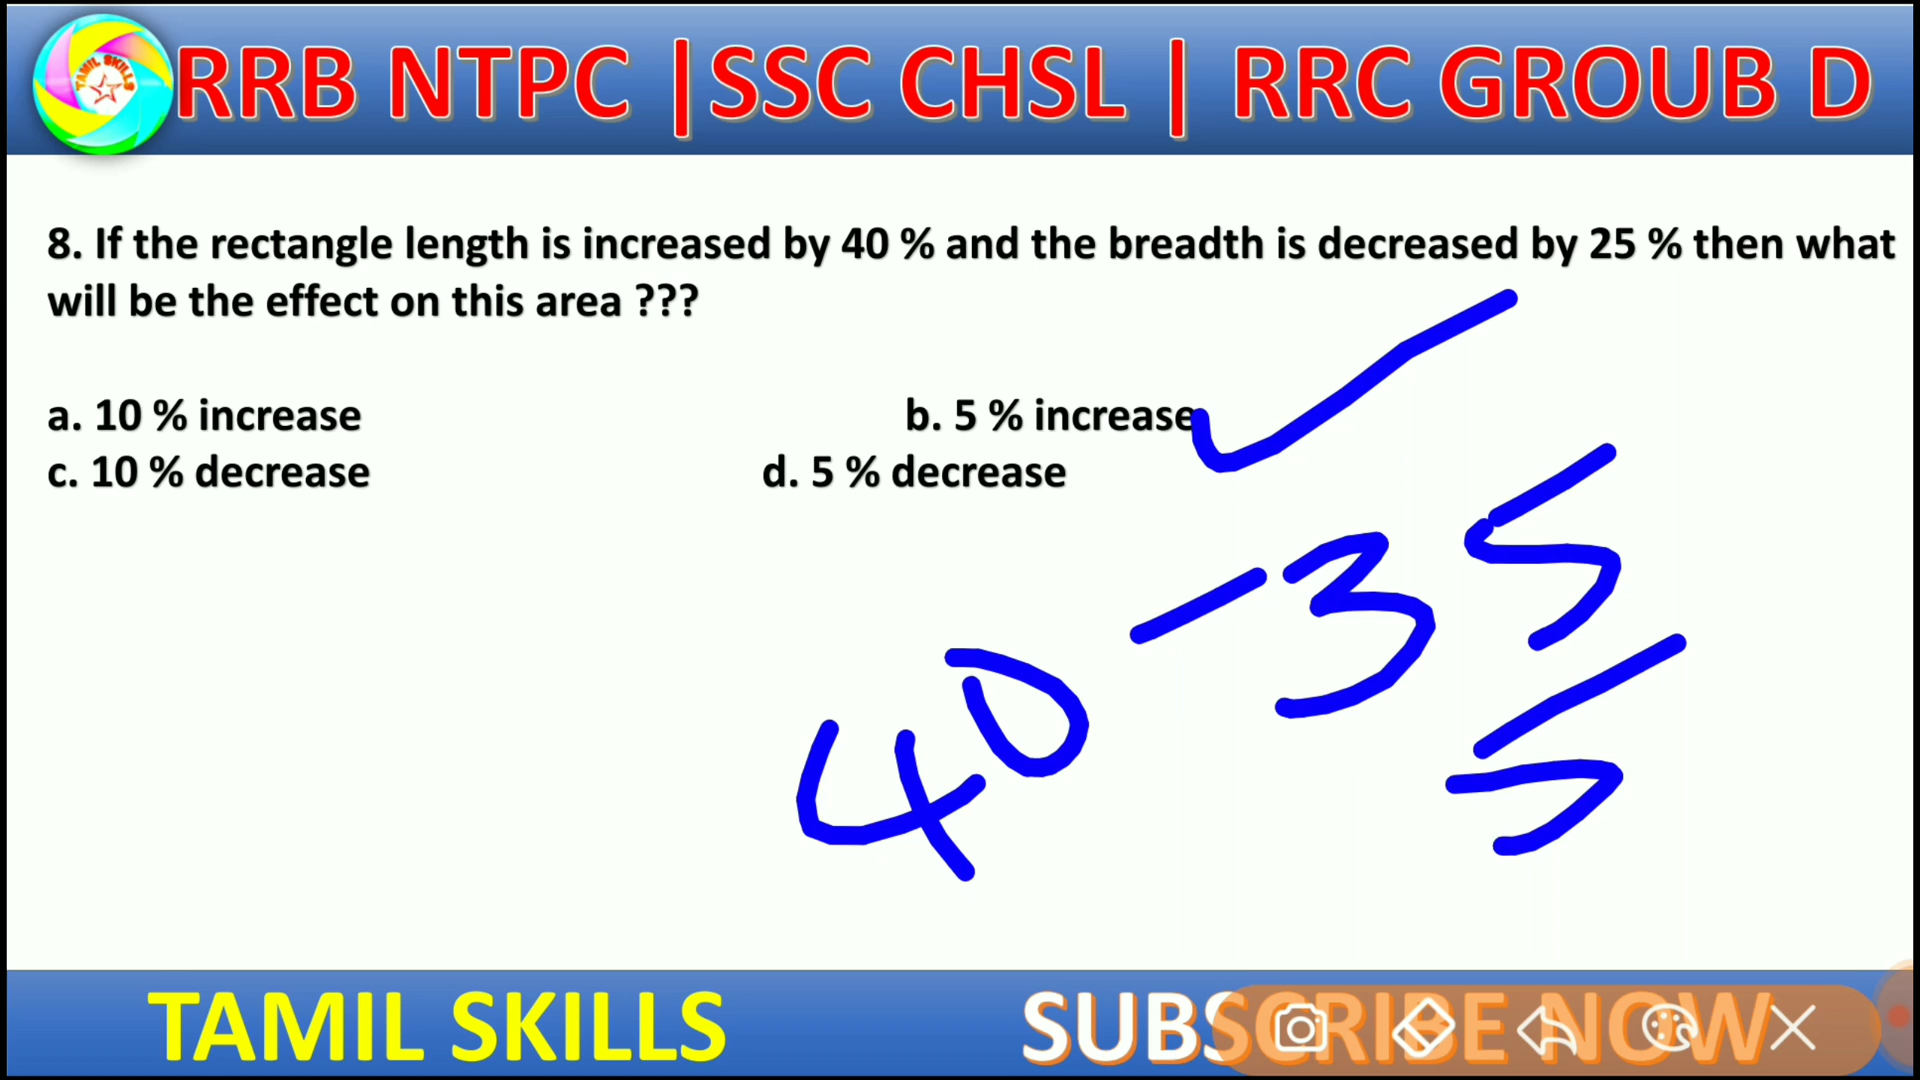 TAMIL SKILLS
RRB NTPC | SSC CHSL | RRC GROUB D
8. If the rectangle length is increased by 40 % and the breadth is decreased by 25 % then what
will be the effect on this area ???
a. 10 % increase b. 5 % increase
c. 10 % decrease d. 5 % decrease
40 - 35
5
TAMIL SKILLS SUBSCRIBE NOW